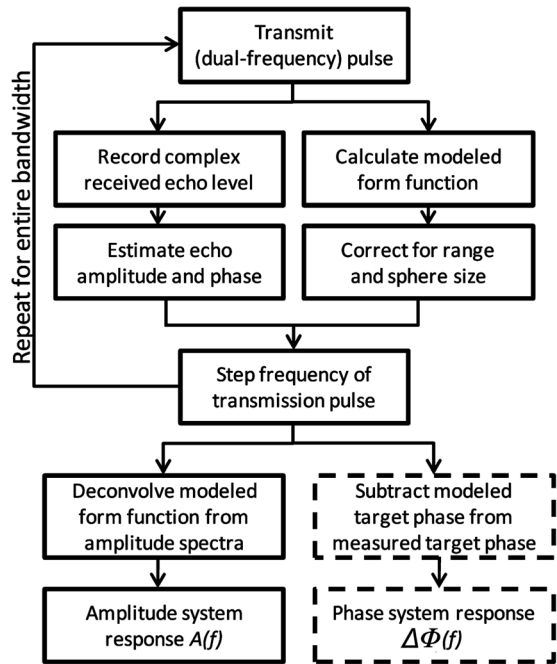 Transmit
(dual-frequency) pulse
Repeat for entire bandwidth
Record complex
received echo level
Calculate modeled
form function
Estimate echo
amplitude and phase
Correct for range
and sphere size
Step frequency of
transmission pulse
Deconvolve modeled
form function from
amplitude spectra
Subtract modeled
target phase from
measured target phase
Amplitude system
response A(f)
Phase system response
ΔΦ(f)